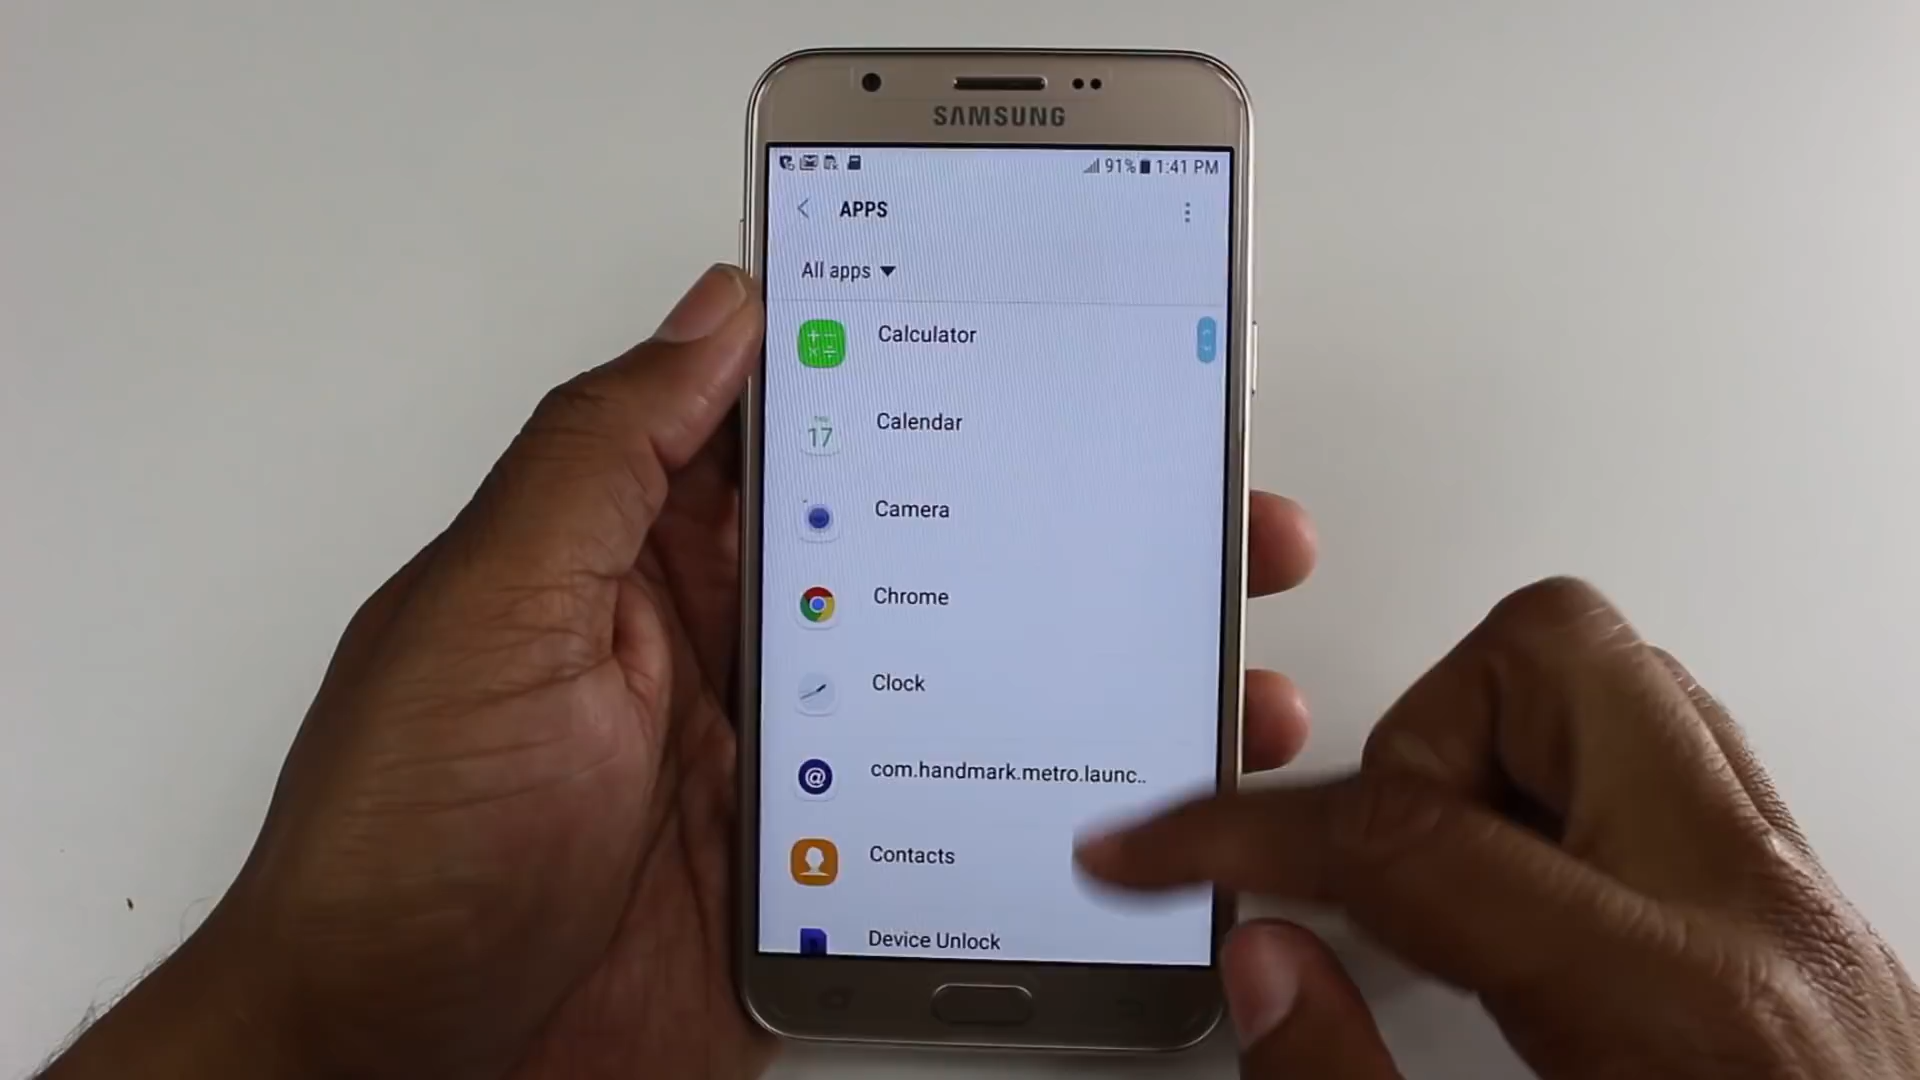 SAMSUNG
91% 1:41 PM
APPS
All apps
Calculator
17
Calendar
Camera
Chrome
Clock
@
com.handmark.metro.launc..
Contacts
Device Unlock